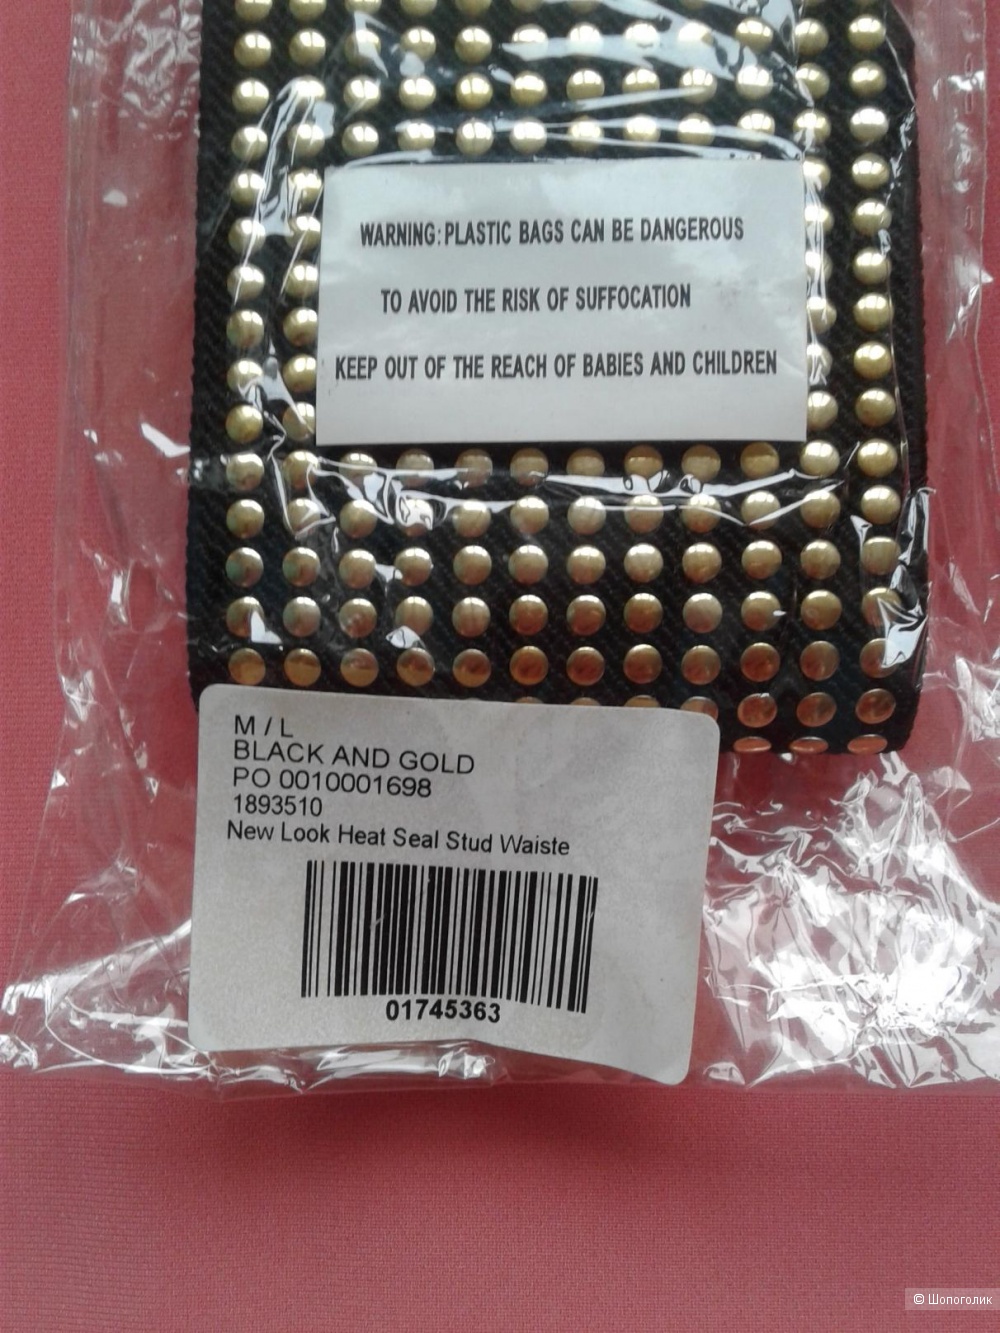 WARNING: PLASTIC BAGS CAN BE DANGEROUS
TO AVOID THE RISK OF SUFFOCATION
KEEP OUT OF THE REACH OF BABIES AND CHILDREN
M / L
BLACK AND GOLD
PO 0010001698
1893510
New Look Heat Seal Stud Waiste
01745363
© Шопоголик